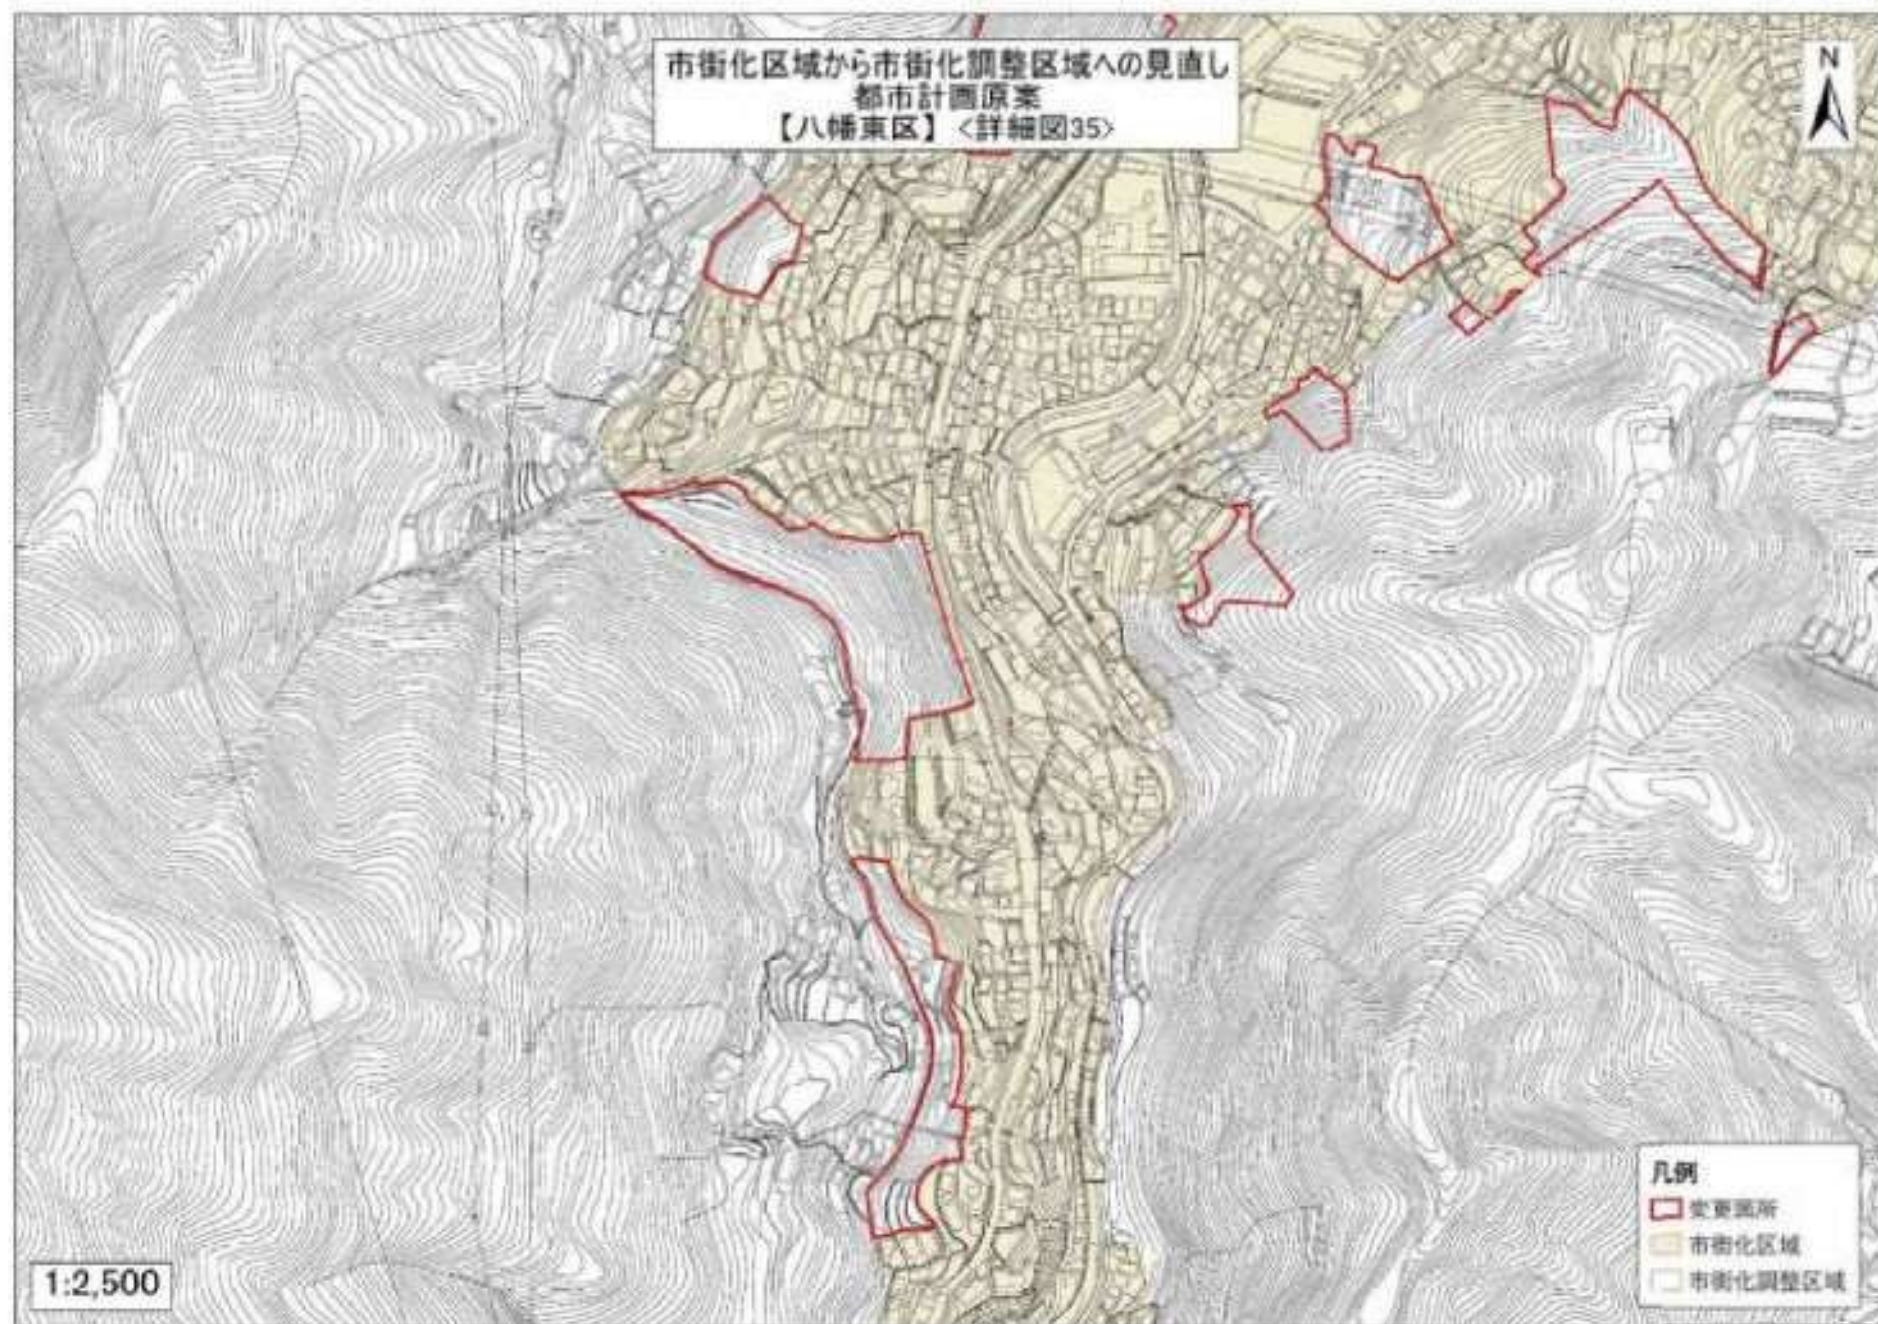 市街化区域から市街化調整区域への見直し
都市計画原案
【八幡東区】<詳細図35>
N
凡例
変更箇所
市街化区域
市街化調整区域
1:2,500